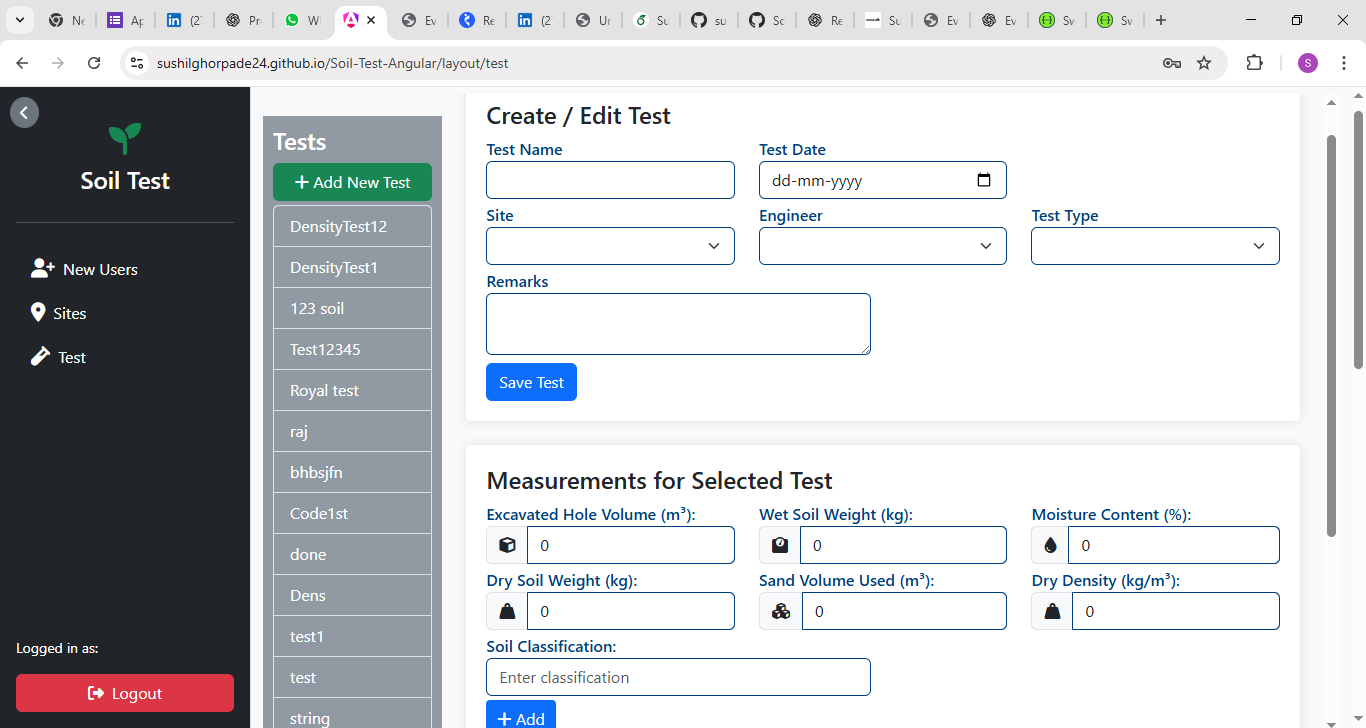 Ne
Ap
(2
Pr
W
Ev
Re
(2
Ur
Su
su
Sc
Re
Su
Ev
Ev
Sv
Sv
sushilghorpade24.github.io/Soil-Test-Angular/layout/test
S
Soil Test
New Users
Sites
Test
Logged in as:
Logout
Tests
+ Add New Test
DensityTest12
DensityTest1
123 soil
Test12345
Royal test
raj
bhbsjfn
Code1st
done
Dens
test1
test
string
Create / Edit Test
Test Name
Test Date
dd-mm-yyyy
Site
Engineer
Test Type
Remarks
Save Test
Measurements for Selected Test
Excavated Hole Volume (m³):
Wet Soil Weight (kg):
Moisture Content (%):
0
0
0
Dry Soil Weight (kg):
Sand Volume Used (m³):
Dry Density (kg/m³):
0
0
0
Soil Classification:
Enter classification
+ Add